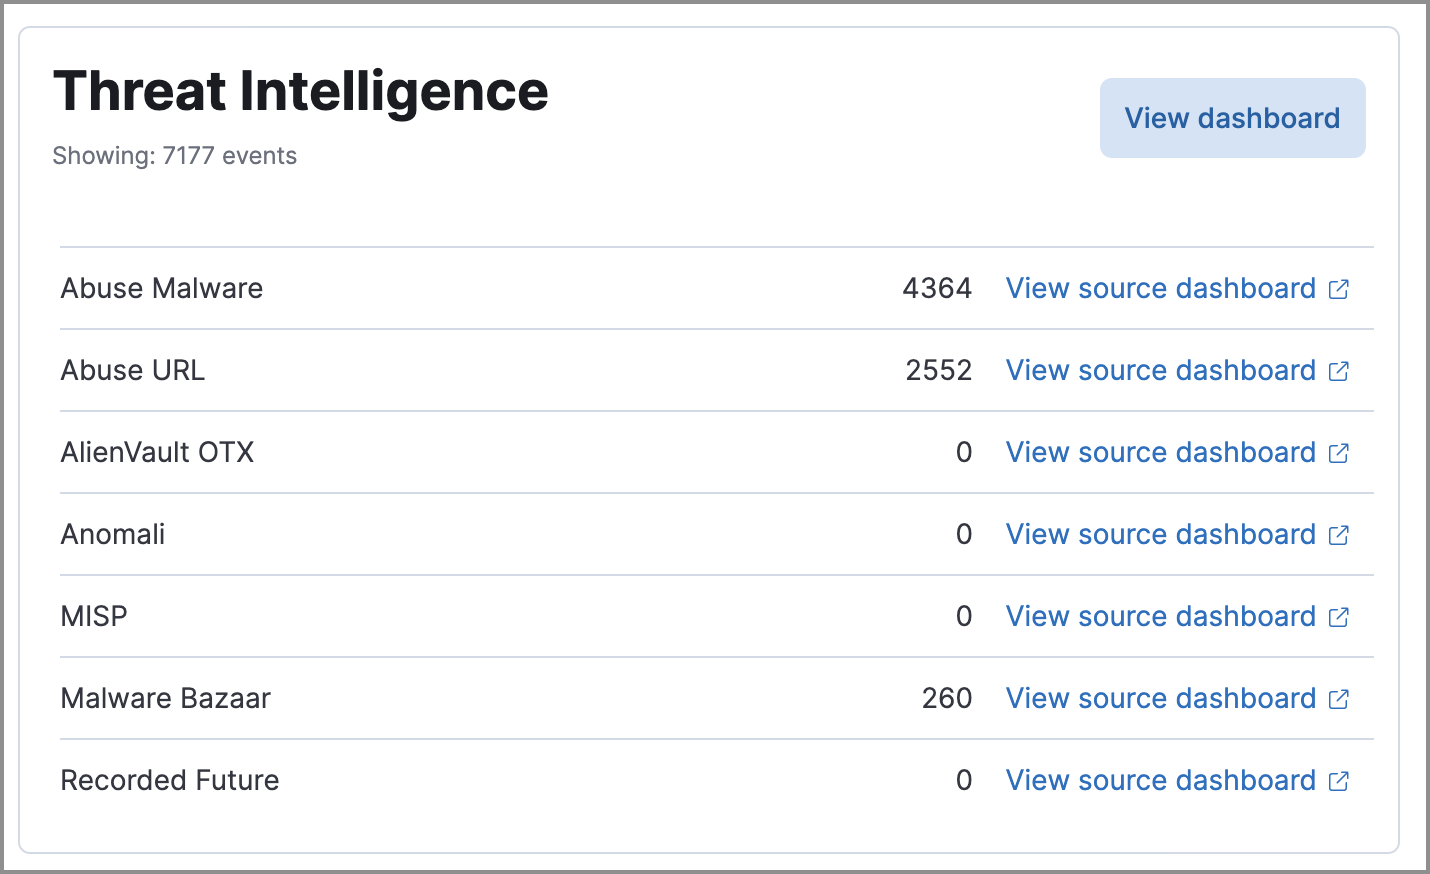 Threat Intelligence
View dashboard
Showing: 7177 events
Abuse Malware 4364 View source dashboard
Abuse URL 2552 View source dashboard
AlienVault OTX 0 View source dashboard
Anomali 0 View source dashboard
MISP 0 View source dashboard
Malware Bazaar 260 View source dashboard
Recorded Future 0 View source dashboard